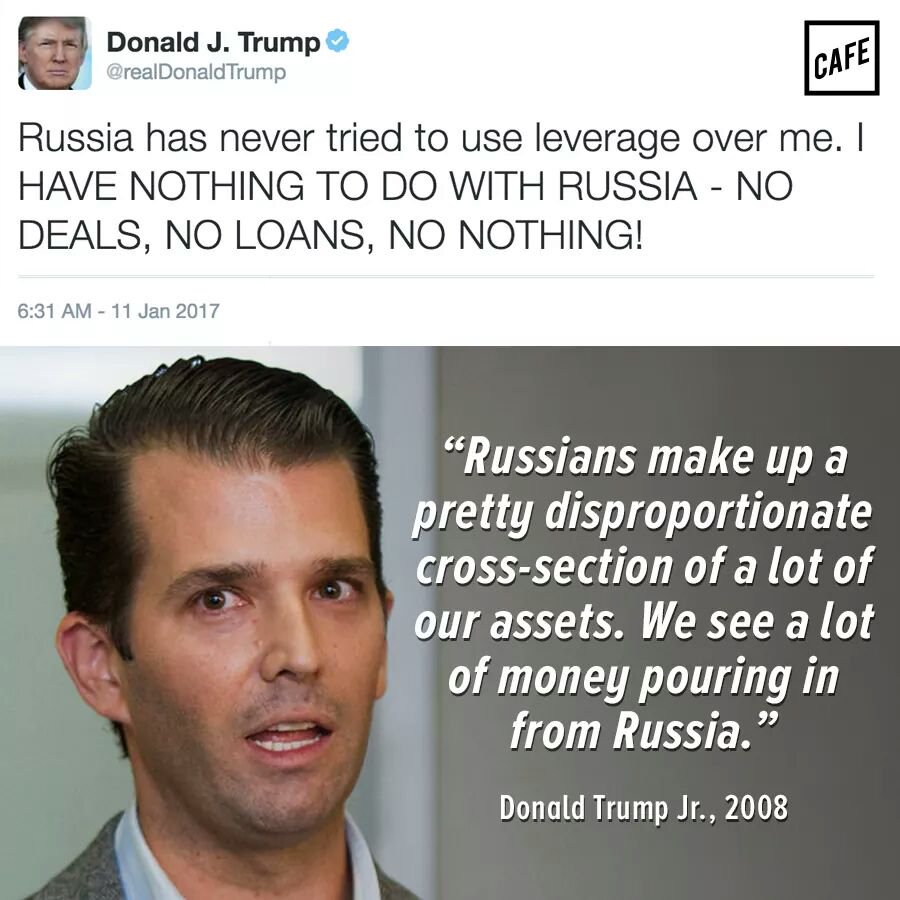 Donald J. Trump
@realDonaldTrump
CAFE
Russia has never tried to use leverage over me. I
HAVE NOTHING TO DO WITH RUSSIA - NO
DEALS, NO LOANS, NO NOTHING!
6:31 AM - 11 Jan 2017
“Russians make up a
pretty disproportionate
cross-section of a lot of
our assets. We see a lot
of money pouring in
from Russia.”
Donald Trump Jr., 2008